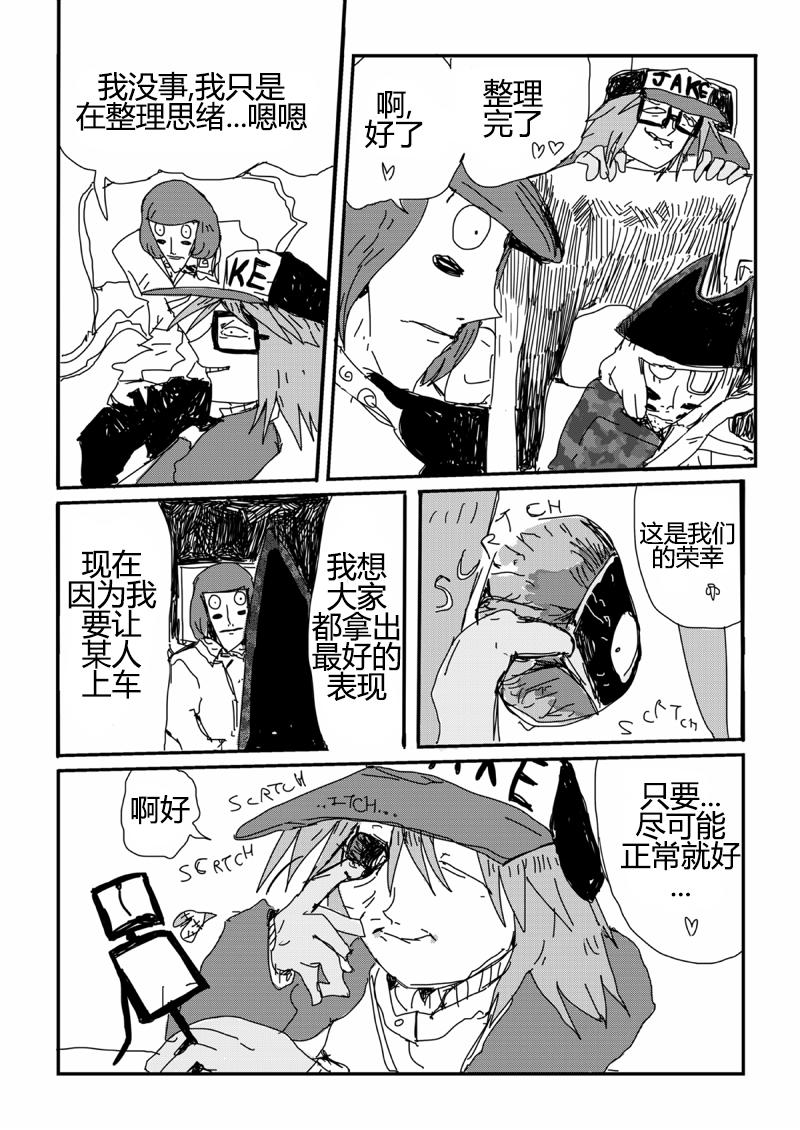 我没事,我只是
在整理思绪...嗯嗯
KE
整理
完了
啊,
好了
JAKE
现在
因为我
要让
某人
上车
我想
大家
都拿出
最好的
表现
ITCH
这是我们
的荣幸
SCRTCH
啊好
SCRTCH
SCRTCH
..ITCH..
AKE
只要...
尽可能
正常就好
...